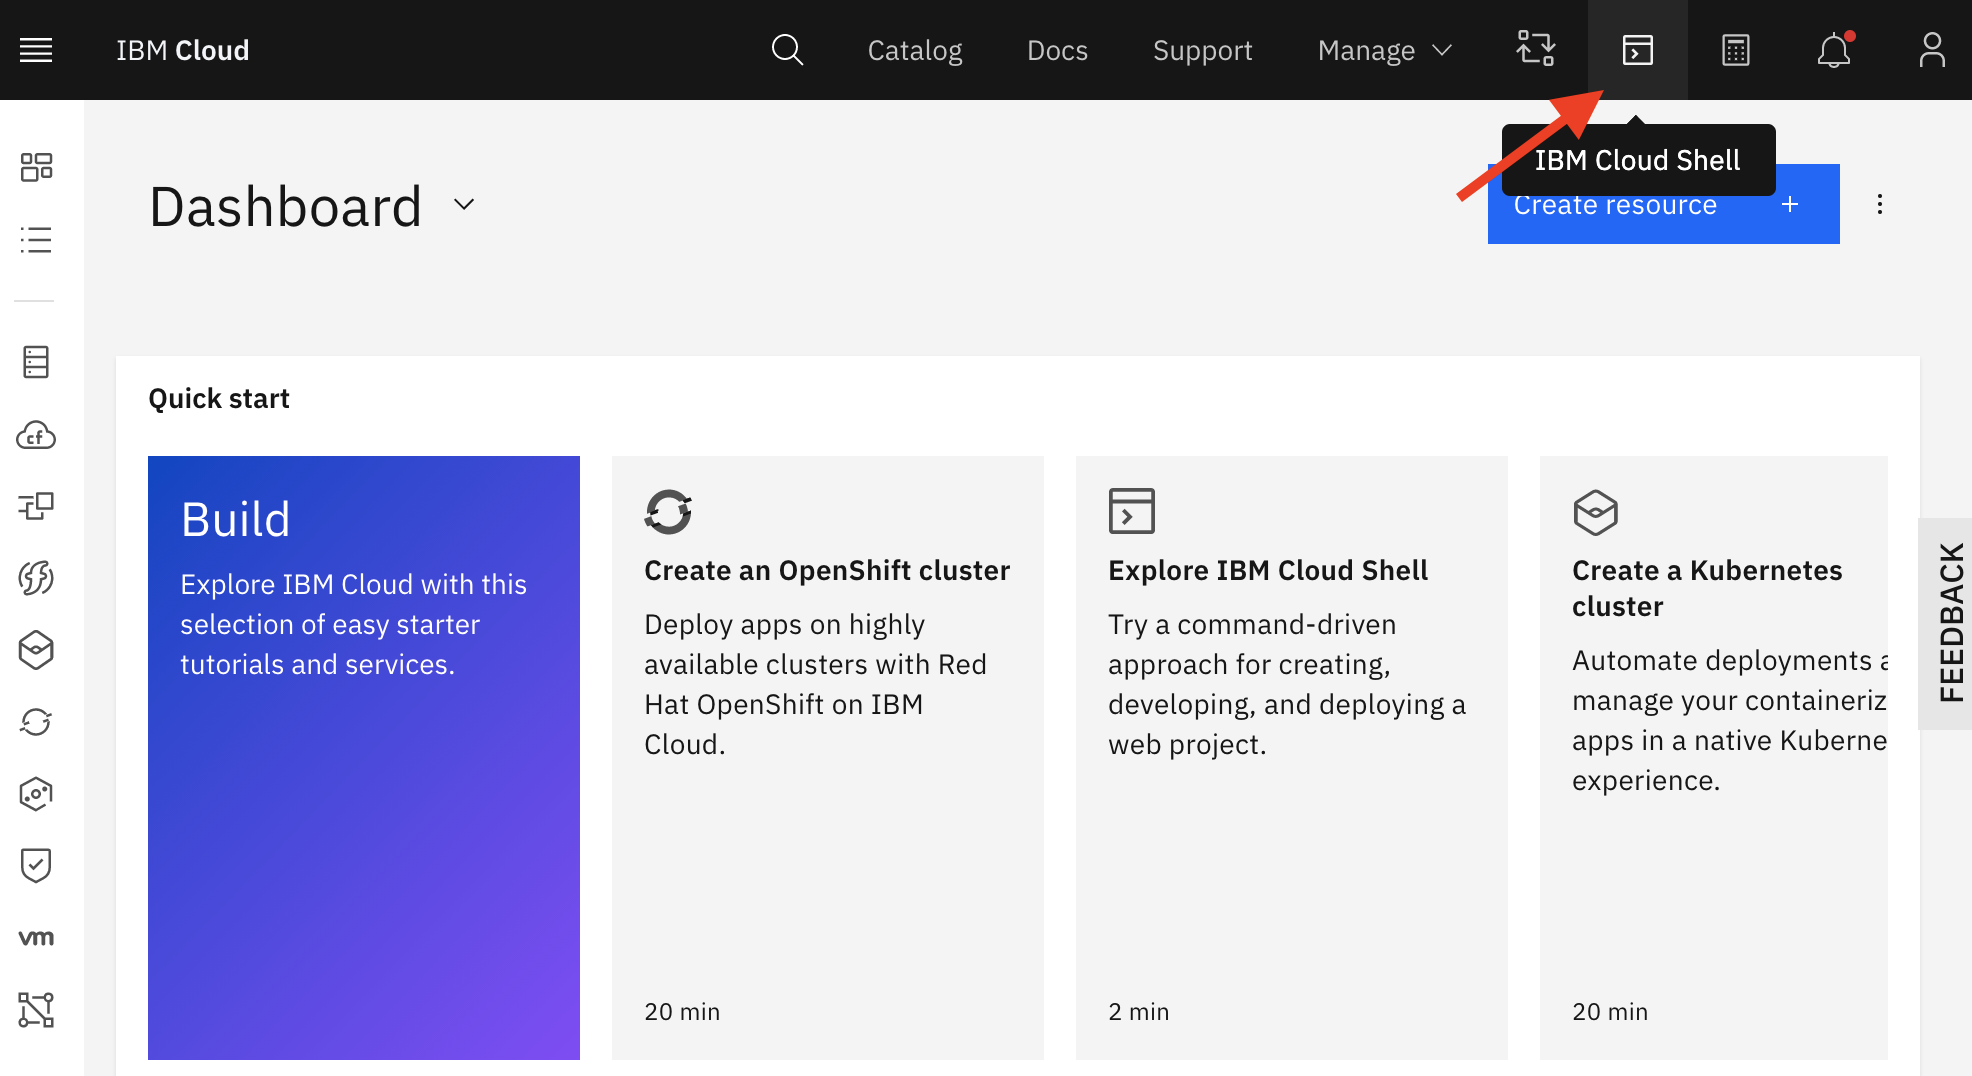 IBM Cloud
Catalog
Docs
Support
Manage
IBM Cloud Shell
Dashboard
Create resource
Quick start
Build
Explore IBM Cloud with this
selection of easy starter
tutorials and services.
Create an OpenShift cluster
Deploy apps on highly
available clusters with Red
Hat OpenShift on IBM
Cloud.
20 min
Explore IBM Cloud Shell
Try a command-driven
approach for creating,
developing, and deploying a
web project.
2 min
Create a Kubernetes
cluster
Automate deployments a
manage your containeriz
apps in a native Kuberne
experience.
20 min
FEEDBACK
cf
vm